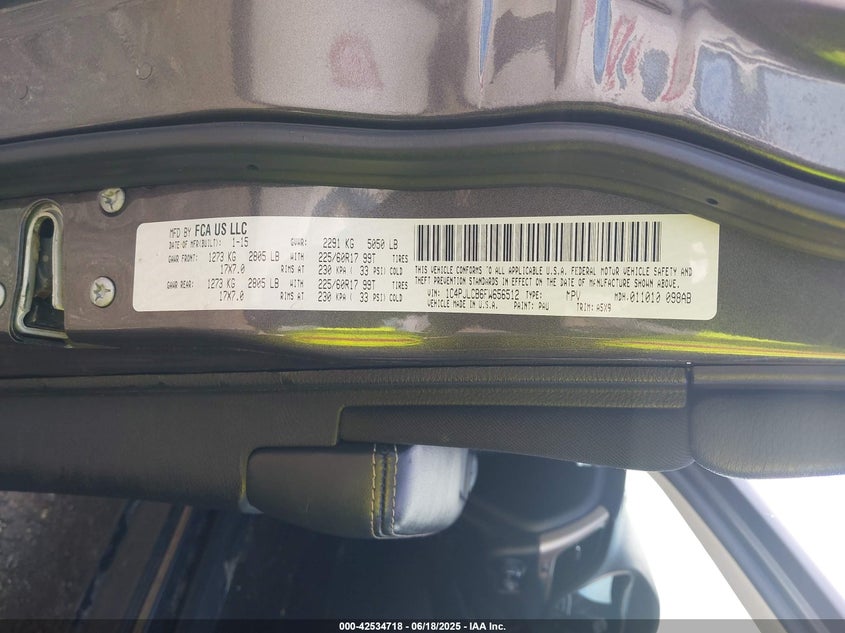 MFD BY FCA US LLC
DATE OF MFR(BUILT): 1-15 GVWR: 2291 KG 5050 LB
GAWR FRONT: 1273 KG 2805 LB WITH 225/60R17 99T TIRES
17X7.0 RIMS AT 230 KPA ( 33 PSI) COLD
GAWR REAR: 1273 KG 2805 LB WITH 225/60R17 99T TIRES
17X7.0 RIMS AT 230 KPA ( 33 PSI) COLD
THIS VEHICLE CONFORMS TO ALL APPLICABLE U.S.A. FEDERAL MOTOR VEHICLE SAFETY AND
THEFT PREVENTION STANDARDS IN EFFECT ON THE DATE OF MANUFACTURE SHOWN ABOVE.
VIN: 1C4PJLCB6FW656512 TYPE: MPV MDH: 011010 098AB
VEHICLE MADE IN U.S.A. PAINT: PAU TRIM: A5X9
000-42534718 - 06/18/2025 - IAA Inc.